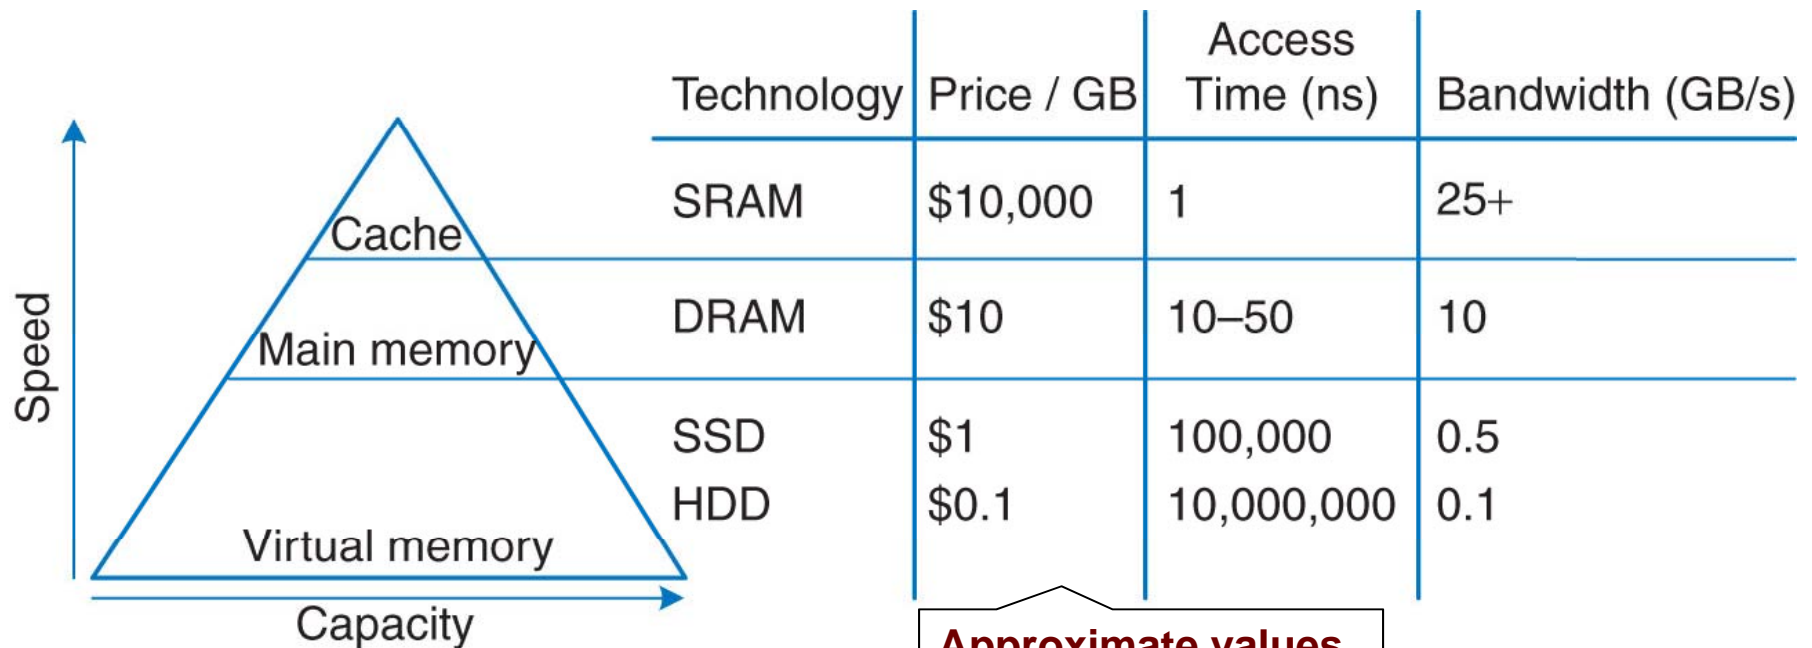 Access
Technology Price / GB Time (ns) Bandwidth (GB/s)
SRAM $10,000 1 25+
Cache
DRAM $10 10–50 10
Main memory
Speed
SSD $1 100,000 0.5
HDD $0.1 10,000,000 0.1
Virtual memory
Capacity
Approximate values